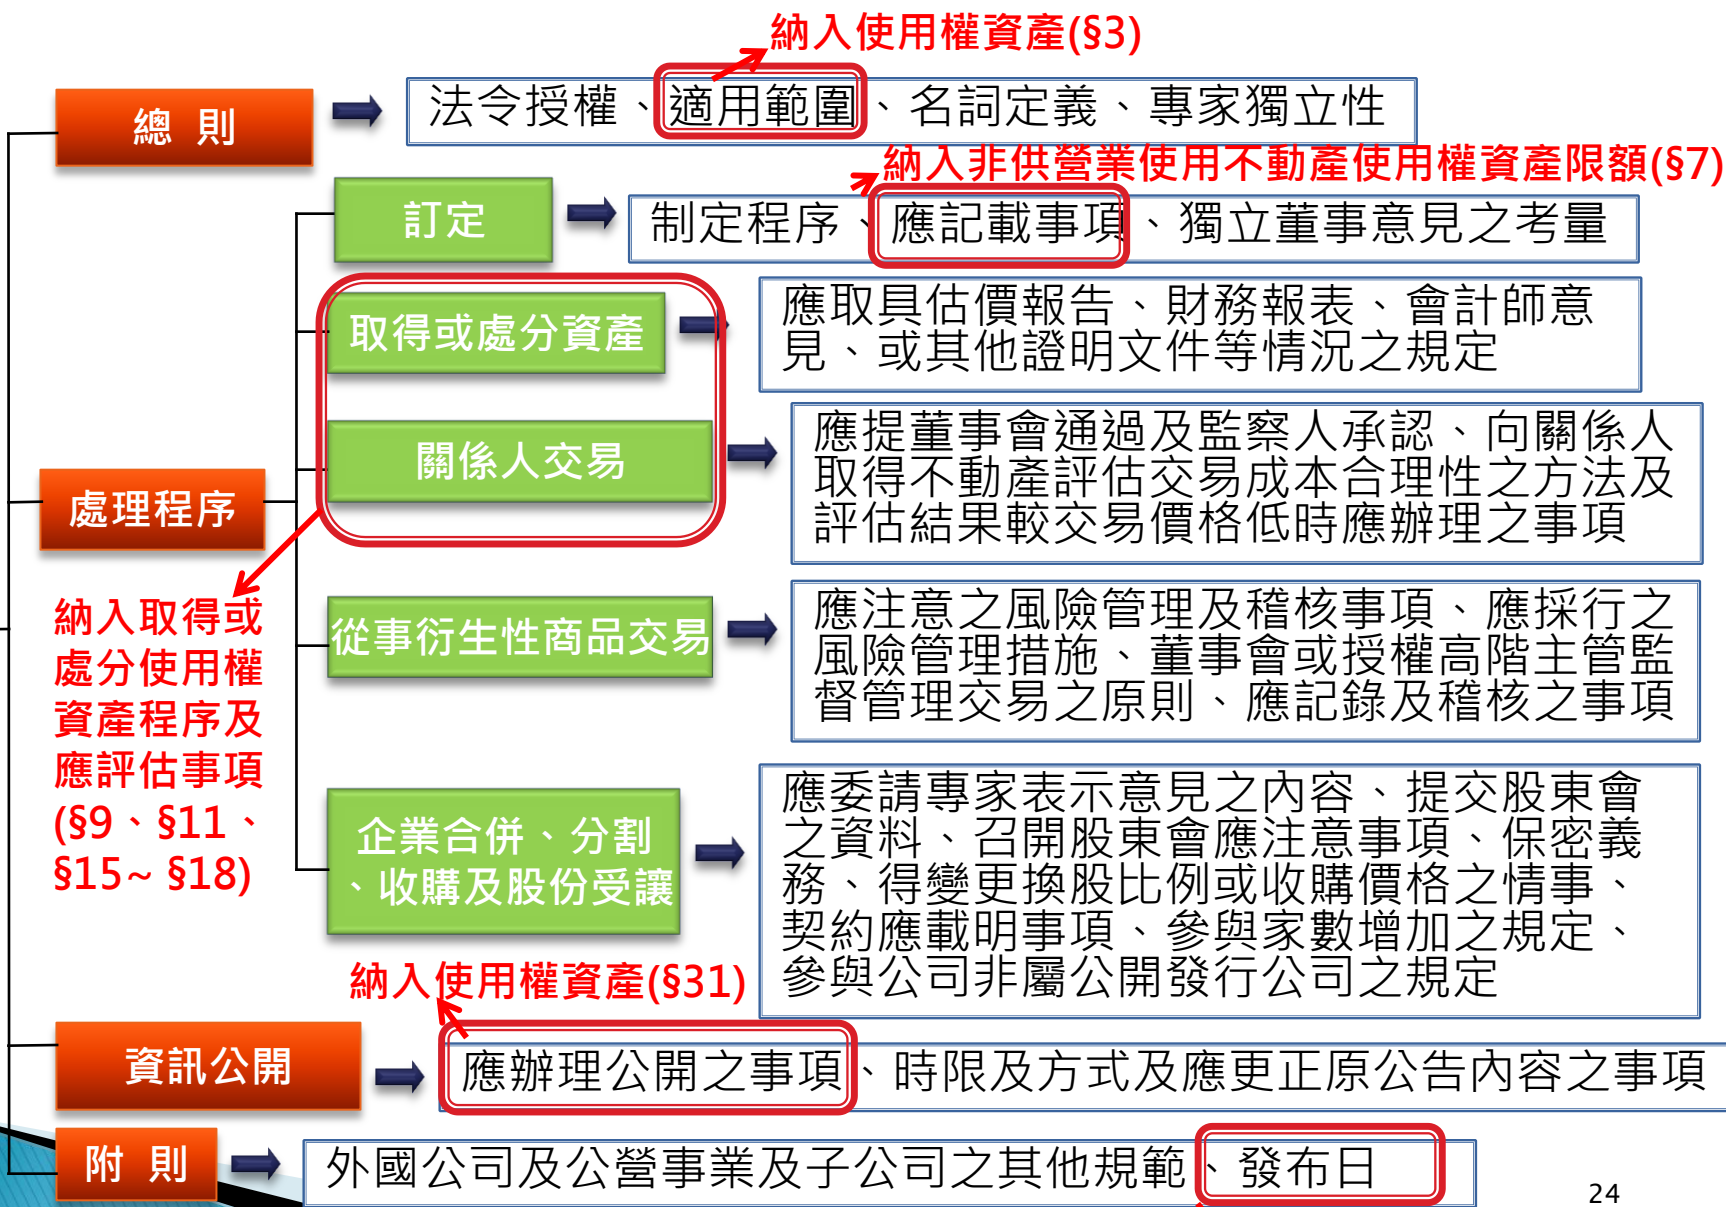 納入使用權資產(§3)
總 則
法令授權、適用範圍、名詞定義、專家獨立性
納入非供營業使用不動產使用權資產限額(§7)
訂定
制定程序、應記載事項、獨立董事意見之考量
處理程序
取得或處分資產
應取具估價報告、財務報表、會計師意
見、或其他證明文件等情況之規定
關係人交易
應提董事會通過及監察人承認、向關係人
取得不動產評估交易成本合理性之方法及
評估結果較交易價格低時應辦理之事項
納入取得或
處分使用權
資產程序及
應評估事項
(§9、§11、
§15~ §18)
從事衍生性商品交易
應注意之風險管理及稽核事項、應採行之
風險管理措施、董事會或授權高階主管監
督管理交易之原則、應記錄及稽核之事項
企業合併、分割
、收購及股份受讓
應委請專家表示意見之內容、提交股東會
之資料、召開股東會應注意事項、保密義
務、得變更換股比例或收購價格之情事、
契約應載明事項、參與家數增加之規定、
參與公司非屬公開發行公司之規定
納入使用權資產(§31)
資訊公開
應辦理公開之事項、時限及方式及應更正原公告內容之事項
附 則
外國公司及公營事業及子公司之其他規範、發布日
24